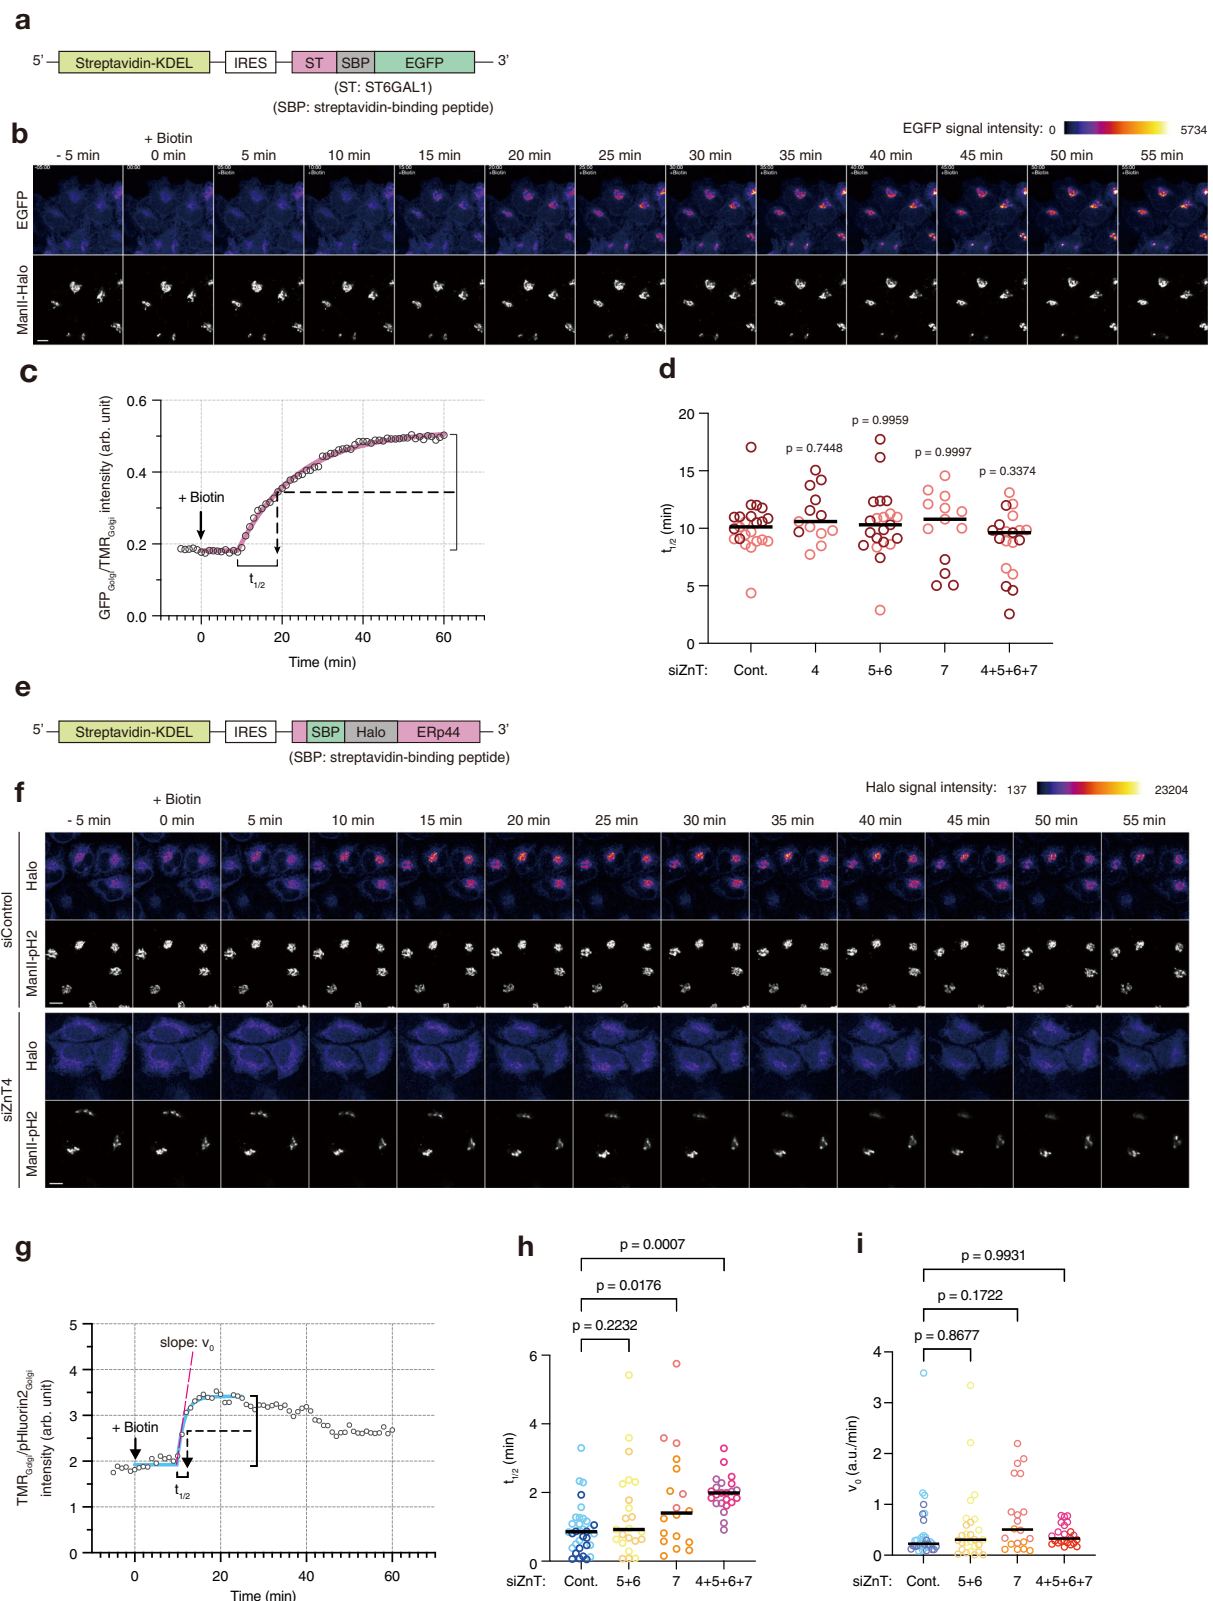 a
5’ Streptavidin-KDEL IRES ST SBP EGFP 3’
(ST: ST6GAL1)
(SBP: streptavidin-binding peptide)
b
EGFP signal intensity: 0 5734
+ Biotin
- 5 min 0 min 5 min 10 min 15 min 20 min 25 min 30 min 35 min 40 min 45 min 50 min 55 min
EGFP
ManII-Halo
c
GFP Golgi/TMR Golgi intensity (arb. unit)
0.6
0.4
0.2
0.0
+ Biotin
t1/2
0 20 40 60
Time (min)
d
t1/2 (min)
20
15
10
5
0
p = 0.7448
p = 0.9959
p = 0.9997
p = 0.3374
siZnT: Cont. 4 5+6 7 4+5+6+7
e
5’ Streptavidin-KDEL IRES SBP Halo ERp44 3’
(SBP: streptavidin-binding peptide)
f
Halo signal intensity: 137 23204
+ Biotin
- 5 min 0 min 5 min 10 min 15 min 20 min 25 min 30 min 35 min 40 min 45 min 50 min 55 min
siControl
Halo
ManII-pH2
siZnT4
Halo
ManII-pH2
g
TMR Golgi/pHluorin2 Golgi
intensity (arb. unit)
5
4
3
2
1
0
slope: v0
+ Biotin
t1/2
0 20 40 60
Time (min)
h
p = 0.0007
p = 0.0176
p = 0.2232
t1/2 (min)
6
4
2
0
siZnT: Cont. 5+6 7 4+5+6+7
i
p = 0.9931
p = 0.1722
p = 0.8677
v0 (a.u./min)
4
3
2
1
0
siZnT: Cont. 5+6 7 4+5+6+7